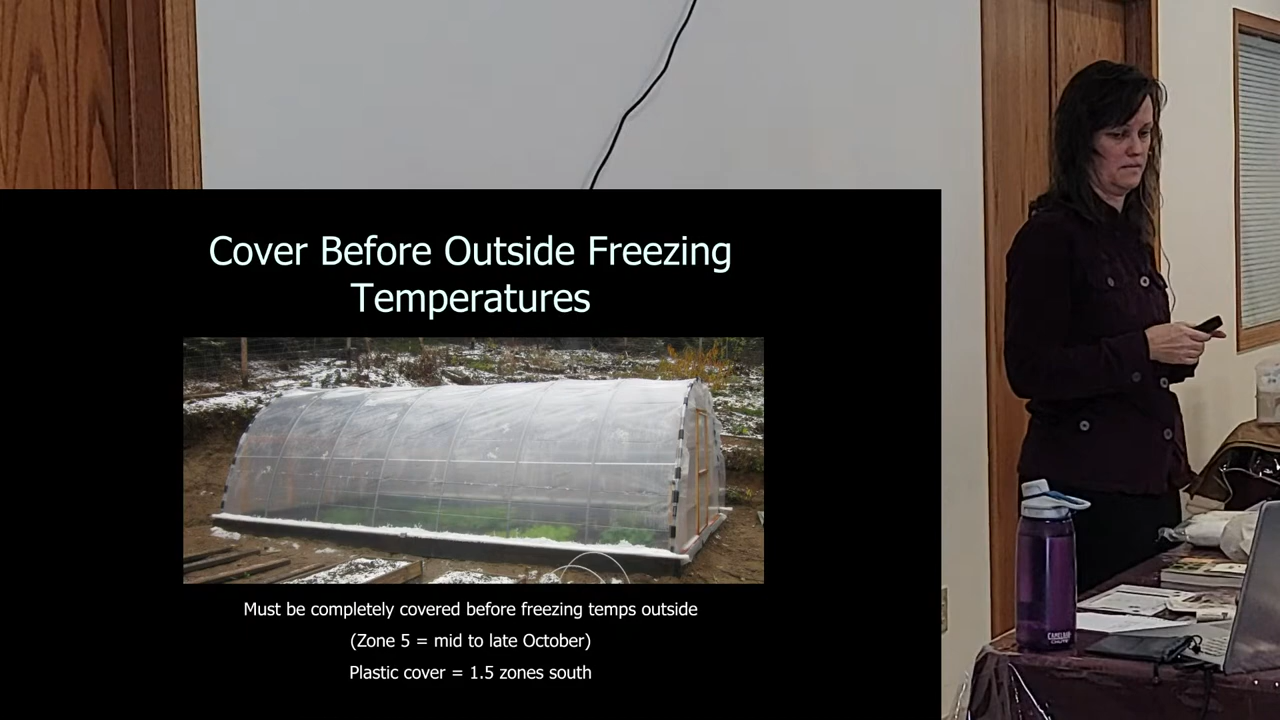 Cover Before Outside Freezing
Temperatures
Must be completely covered before freezing temps outside
(Zone 5 = mid to late October)
Plastic cover = 1.5 zones south
CAMELBAK
CHUTE